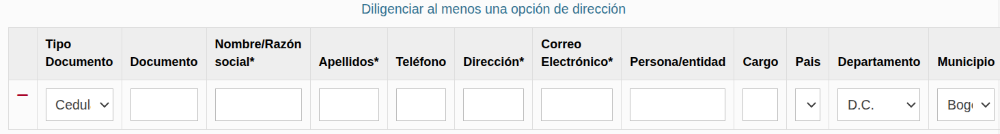 Diligenciar al menos una opción de dirección
Tipo Documento Documento Nombre/Razón social* Apellidos* Teléfono Dirección* Correo Electrónico* Persona/entidad Cargo Pais Departamento Municipio
Cedul D.C. Bog